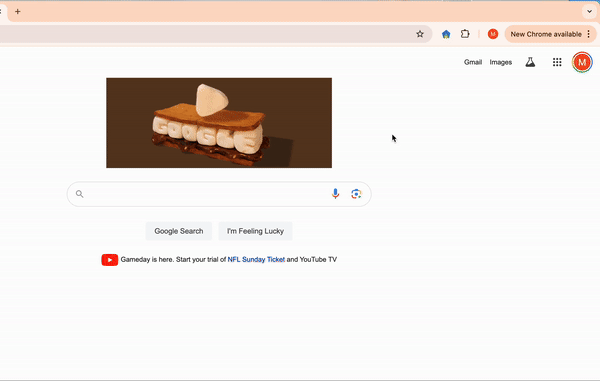 M
New Chrome available
Gmail
Images
M
GOOGLE
Google Search
I'm Feeling Lucky
Gameday is here. Start your trial of NFL Sunday Ticket and YouTube TV